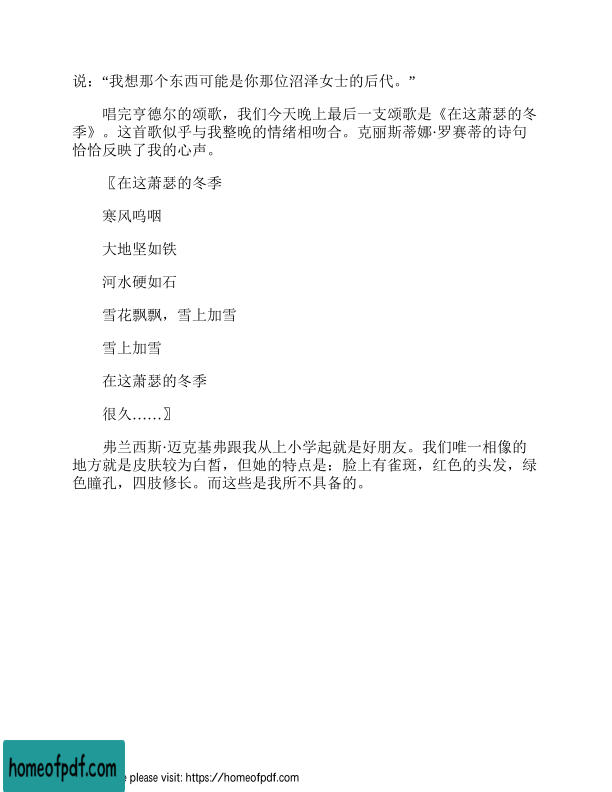 说：“我想那个东西可能是你那位沼泽女士的后代。”
唱完亨德尔的颂歌，我们今天晚上最后一支颂歌是《在这萧瑟的冬
季》。这首歌似乎与我整晚的情绪相吻合。克丽斯蒂娜·罗赛蒂的诗句
恰恰反映了我的心声。
〖在这萧瑟的冬季
寒风呜咽
大地坚如铁
河水硬如石
雪花飘飘，雪上加雪
雪上加雪
在这萧瑟的冬季
很久……〗
弗兰西斯·迈克基弗跟我从上小学起就是好朋友。我们唯一相像的
地方就是皮肤较为白皙，但她的特点是：脸上有雀斑，红色的头发，绿
色瞳孔，四肢修长。而这些是我所不具备的。
homeofpdf.com
e please visit: https://homeofpdf.com